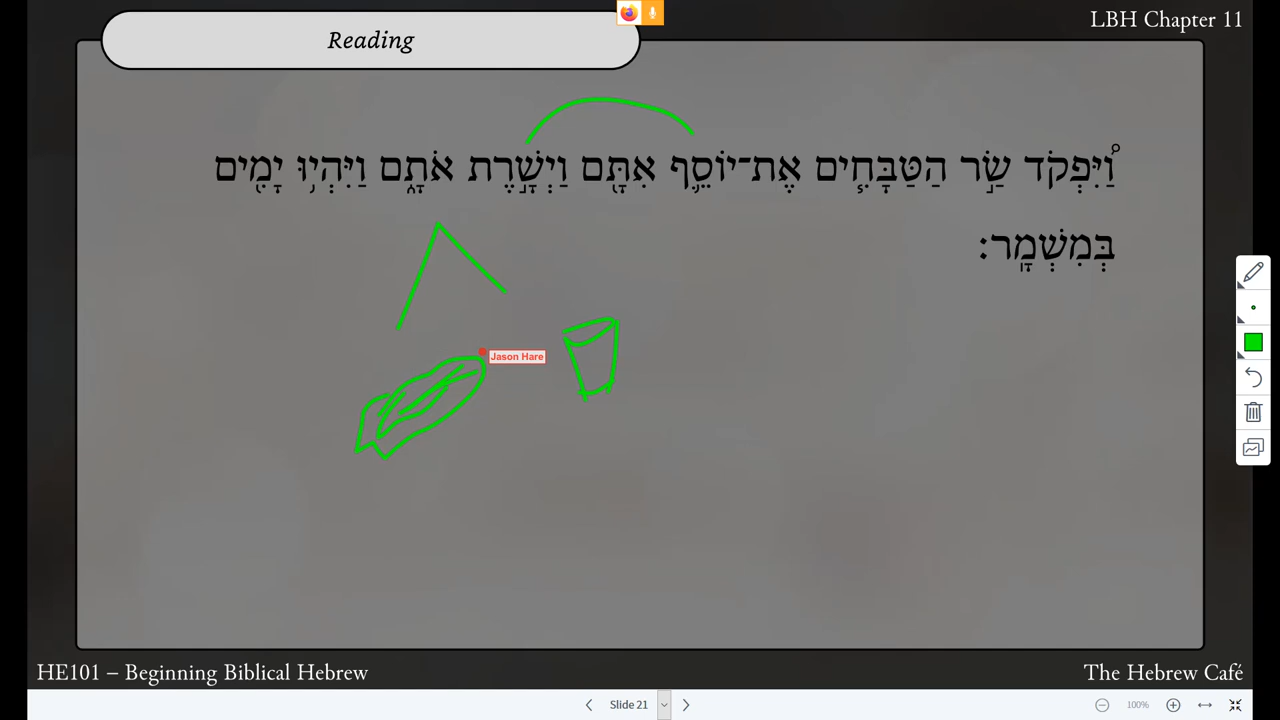 Reading
LBH Chapter 11
וַיִּפְקֹד שַׂ֣ר הַטַּבָּחִ֧ים אֶת־יוֹסֵ֛ף אִתָּ֖ם וַיְשָׁ֣רֶת אֹתָ֑ם וַיִּהְי֥וּ יָמִ֖ים
בְּמִשְׁמָֽר׃
Jason Hare
HE101 – Beginning Biblical Hebrew
The Hebrew Café
Slide 21
100%